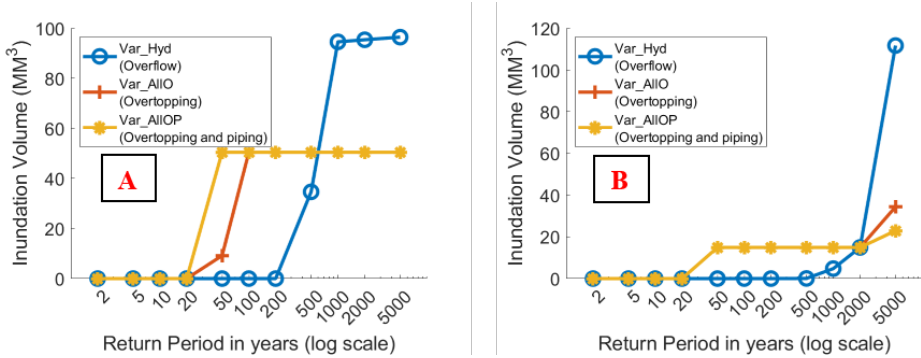 100
80
60
40
20
0
Inundation Volume (MM³)
Var_Hyd
(Overflow)
Var_AllO
(Overtopping)
Var_AllOP
(Overtopping and piping)
A
2
5
10
20
50
100
200
500
1000
2000
5000
Return Period in years (log scale)
120
100
80
60
40
20
0
Inundation Volume (MM³)
Var_Hyd
(Overflow)
Var_AllO
(Overtopping)
Var_AllOP
(Overtopping and piping)
B
2
5
10
20
50
100
200
500
1000
2000
5000
Return Period in years (log scale)